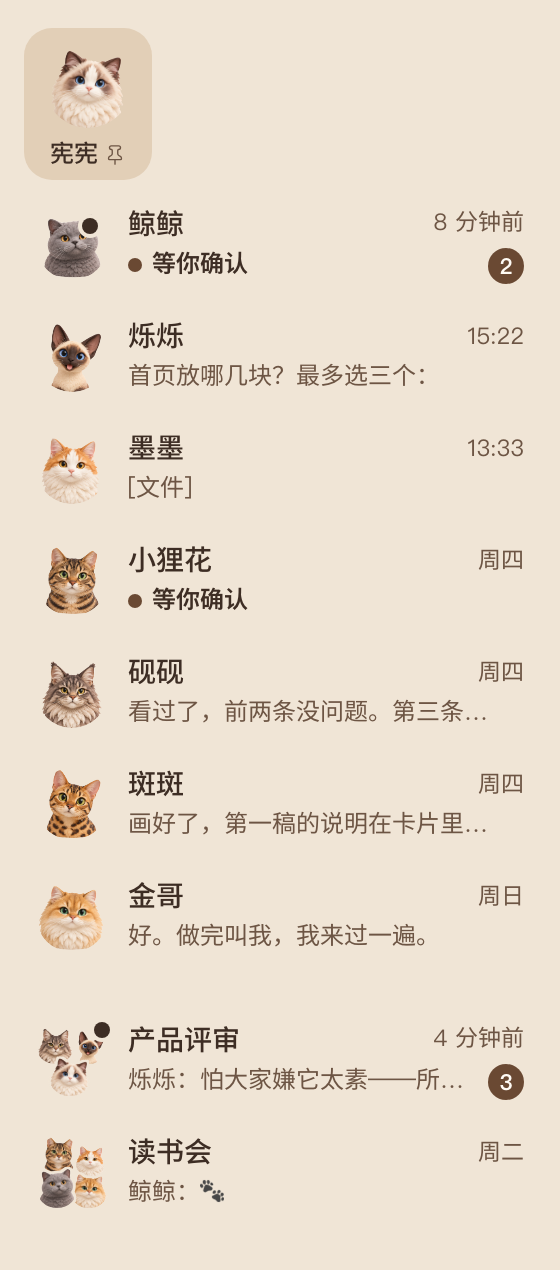 宪宪
鲸鲸 8 分钟前
等你确认 2
烁烁 15:22
首页放哪几块？最多选三个：
墨墨 13:33
[文件]
小狸花 周四
等你确认
砚砚 周四
看过了，前两条没问题。第三条…
斑斑 周四
画好了，第一稿的说明在卡片里…
金哥 周日
好。做完叫我，我来过一遍。
产品评审 4 分钟前
烁烁：怕大家嫌它太素——所… 3
读书会 周二
鲸鲸：🐾